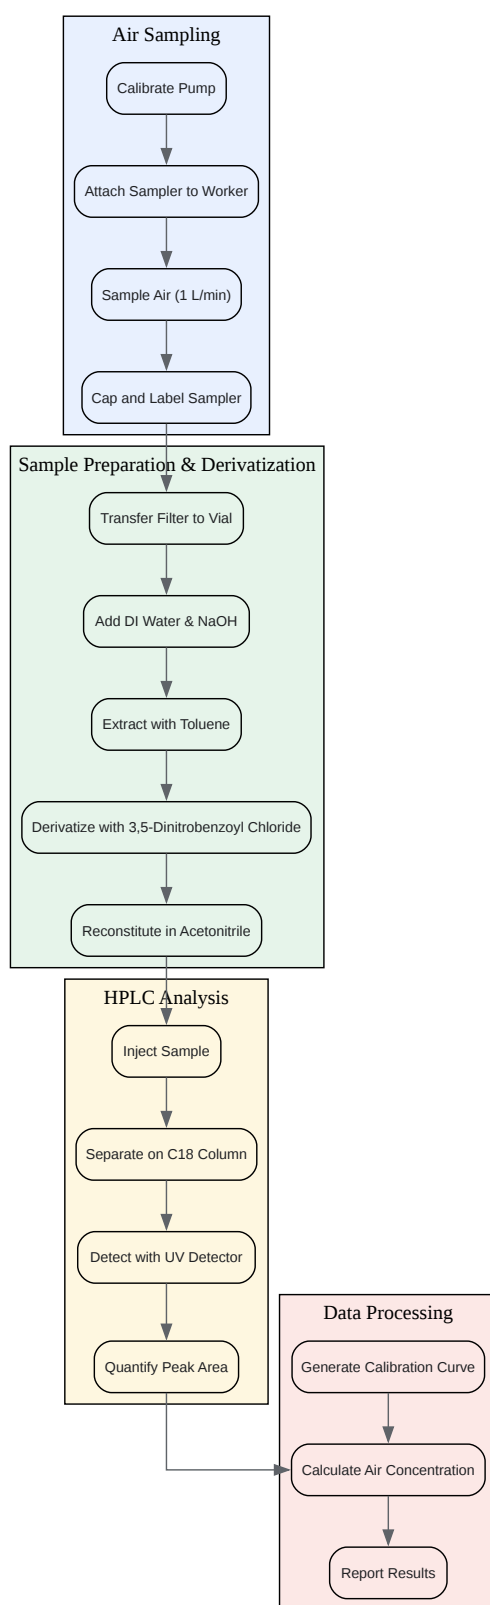 Air Sampling
Calibrate Pump
Attach Sampler to Worker
Sample Air (1 L/min)
Cap and Label Sampler
Sample Preparation & Derivatization
Transfer Filter to Vial
Add DI Water & NaOH
Extract with Toluene
Derivatize with 3,5-Dinitrobenzoyl Chloride
Reconstitute in Acetonitrile
HPLC Analysis
Inject Sample
Separate on C18 Column
Detect with UV Detector
Quantify Peak Area
Data Processing
Generate Calibration Curve
Calculate Air Concentration
Report Results